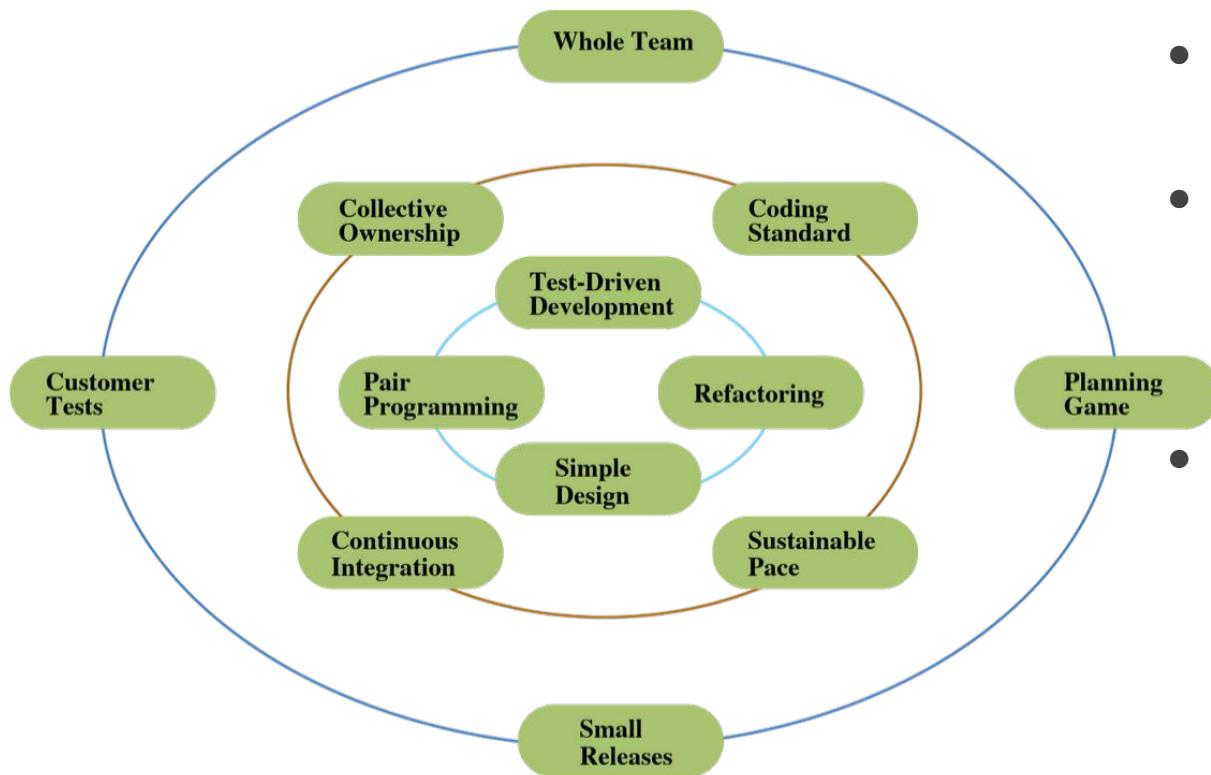 Whole Team
Collective
Ownership
Coding
Standard
Test-Driven
Development
Customer
Tests
Pair
Programming
Refactoring
Planning
Game
Simple
Design
Continuous
Integration
Sustainable
Pace
Small
Releases